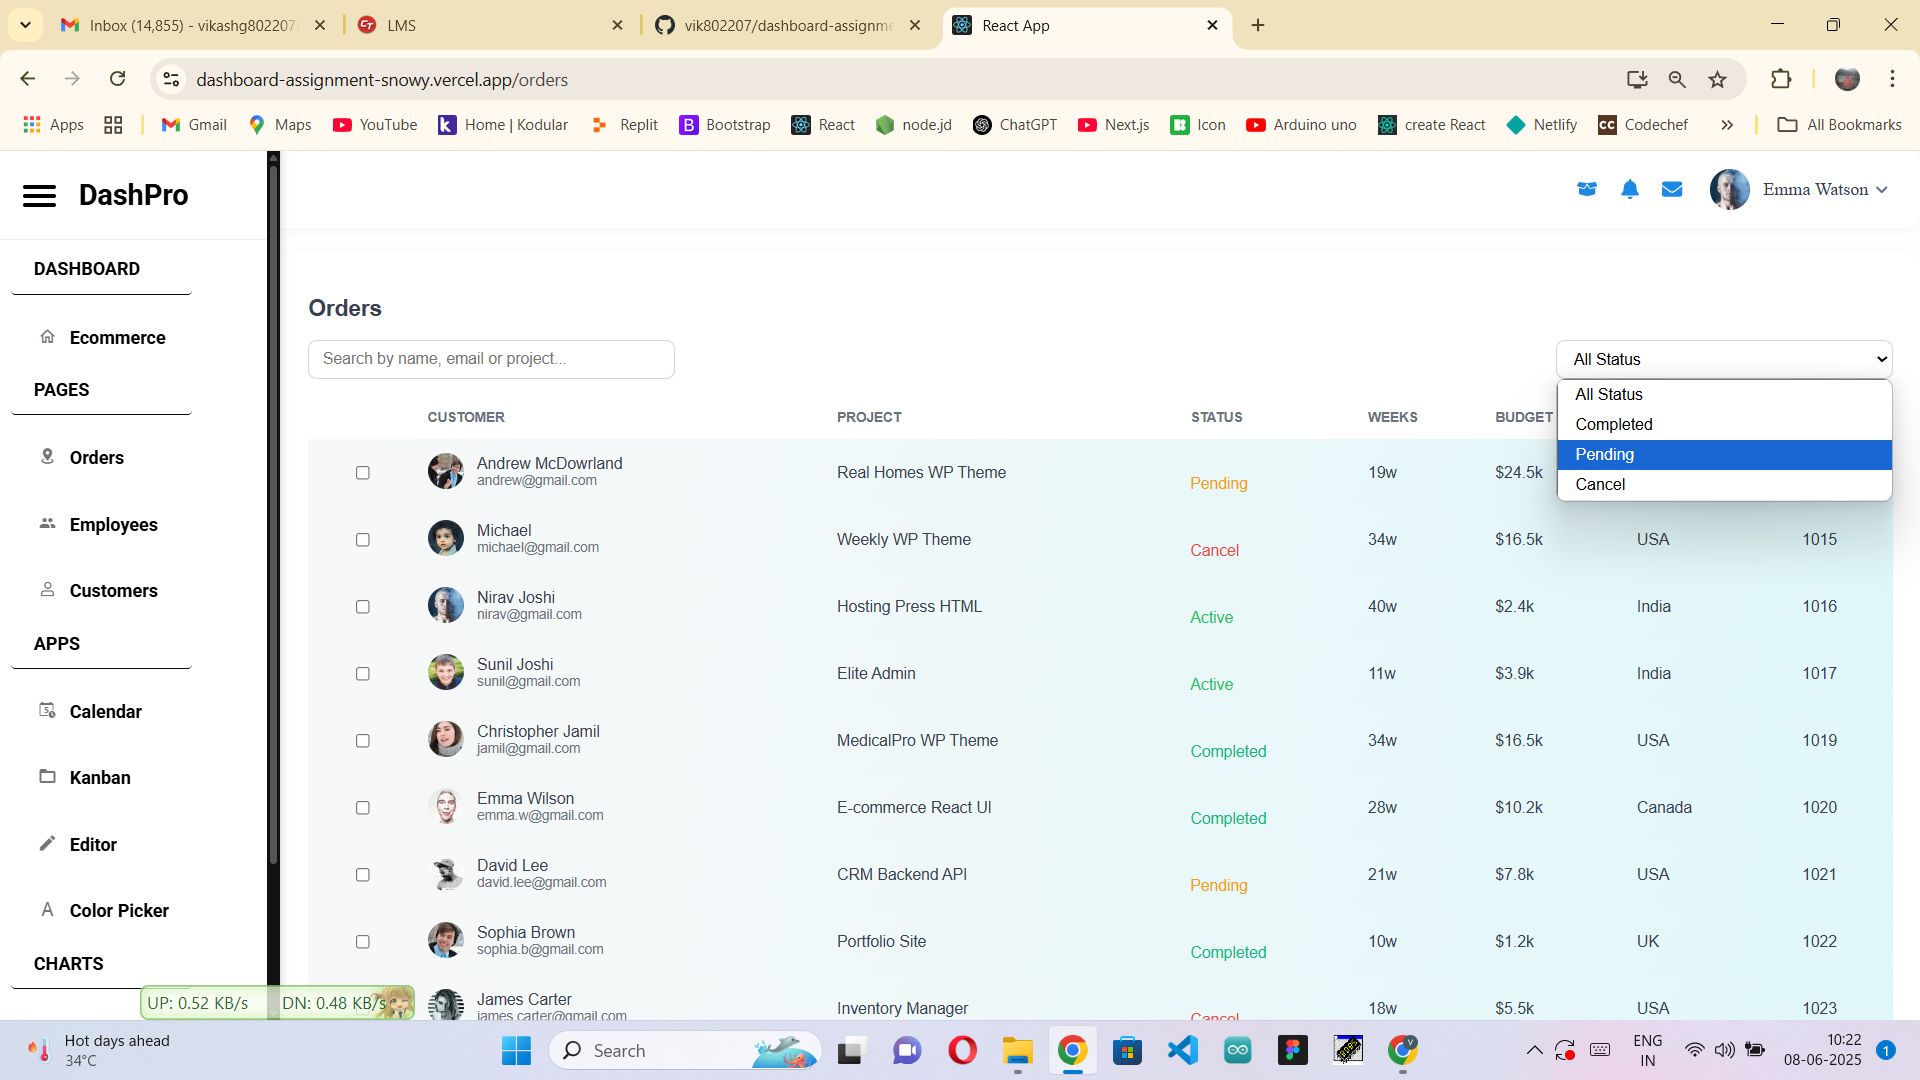 Inbox (14,855) - vikashg802207
LMS
vik802207/dashboard-assignme
React App
dashboard-assignment-snowy.vercel.app/orders
Apps
Gmail
Maps
YouTube
Home | Kodular
Replit
Bootstrap
React
node.jd
ChatGPT
Next.js
Icon
Arduino uno
create React
Netlify
Codechef
All Bookmarks
DashPro
Emma Watson
DASHBOARD
Ecommerce
PAGES
Orders
Employees
Customers
APPS
Calendar
Kanban
Editor
Color Picker
CHARTS
Orders
Search by name, email or project...
All Status
All Status
Completed
Pending
Cancel
CUSTOMER PROJECT STATUS WEEKS BUDGET
Andrew McDowrland
andrew@gmail.com
Real Homes WP Theme Pending 19w $24.5k
Michael
michael@gmail.com
Weekly WP Theme Cancel 34w $16.5k USA 1015
Nirav Joshi
nirav@gmail.com
Hosting Press HTML Active 40w $2.4k India 1016
Sunil Joshi
sunil@gmail.com
Elite Admin Active 11w $3.9k India 1017
Christopher Jamil
jamil@gmail.com
MedicalPro WP Theme Completed 34w $16.5k USA 1019
Emma Wilson
emma.w@gmail.com
E-commerce React UI Completed 28w $10.2k Canada 1020
David Lee
david.lee@gmail.com
CRM Backend API Pending 21w $7.8k USA 1021
Sophia Brown
sophia.b@gmail.com
Portfolio Site Completed 10w $1.2k UK 1022
James Carter
james.carter@gmail.com
Inventory Manager Cancel 18w $5.5k USA 1023
UP: 0.52 KB/s DN: 0.48 KB/s
Hot days ahead
34°C
Search
ENG
IN
10:22
08-06-2025
1